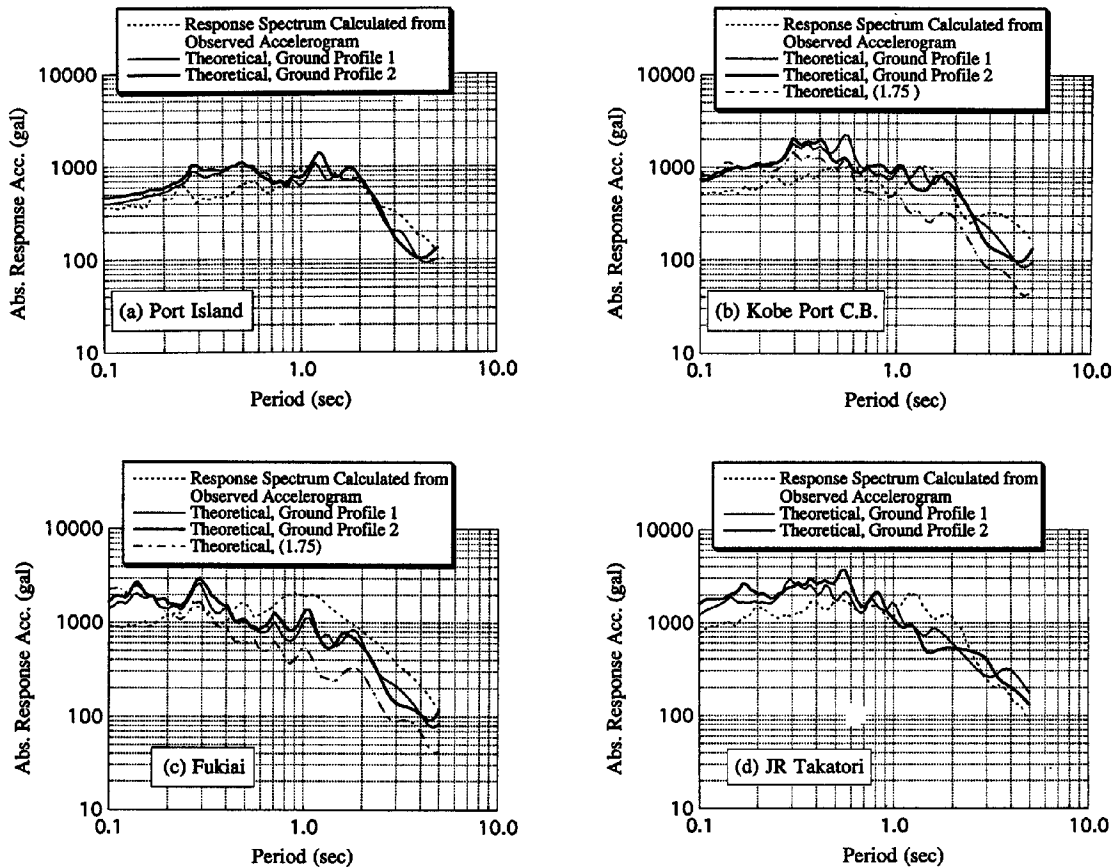 Response Spectrum Calculated from
Observed Accelerogram
Theoretical, Ground Profile 1
Theoretical, Ground Profile 2
10000
1000
100
10
Abs. Response Acc. (gal)
(a) Port Island
0.1
1.0
10.0
Period (sec)
Response Spectrum Calculated from
Observed Accelerogram
Theoretical, Ground Profile 1
Theoretical, Ground Profile 2
Theoretical, (1.75 )
10000
1000
100
10
Abs. Response Acc. (gal)
(b) Kobe Port C.B.
0.1
1.0
10.0
Period (sec)
Response Spectrum Calculated from
Observed Accelerogram
Theoretical, Ground Profile 1
Theoretical, Ground Profile 2
Theoretical, (1.75)
10000
1000
100
10
Abs. Response Acc. (gal)
(c) Fukiai
0.1
1.0
10.0
Period (sec)
Response Spectrum Calculated from
Observed Accelerogram
Theoretical, Ground Profile 1
Theoretical, Ground Profile 2
10000
1000
100
10
Abs. Response Acc. (gal)
(d) JR Takatori
0.1
1.0
10.0
Period (sec)